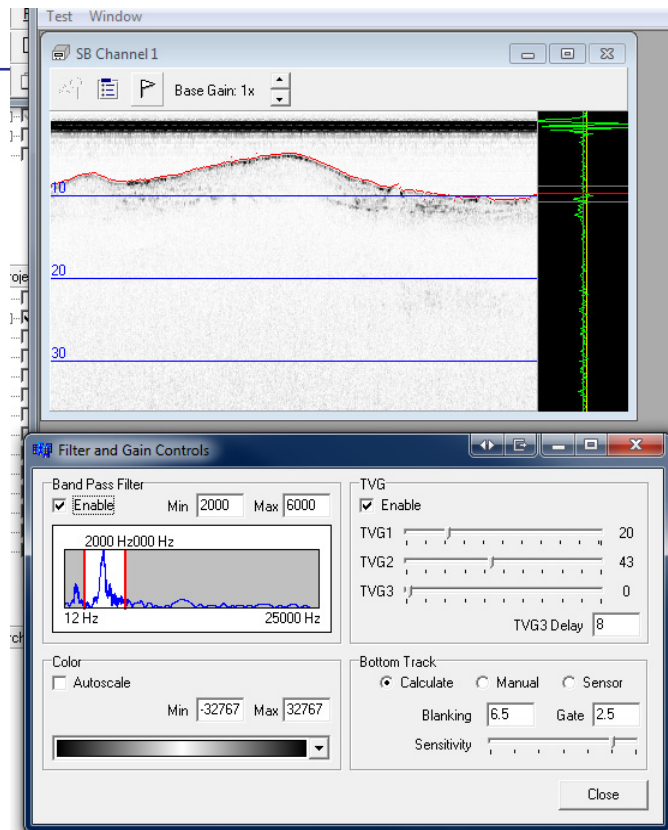 Test Window
SB Channel 1
Base Gain: 1x
10
20
30
Filter and Gain Controls
Band Pass Filter
Enable Min 2000 Max 6000
2000 Hz000 Hz
12 Hz 25000 Hz
TVG
Enable
TVG1 20
TVG2 43
TVG3 0
TVG3 Delay 8
Color
Autoscale
Min -32767 Max 32767
Bottom Track
Calculate Manual Sensor
Blanking 6.5 Gate 2.5
Sensitivity
Close